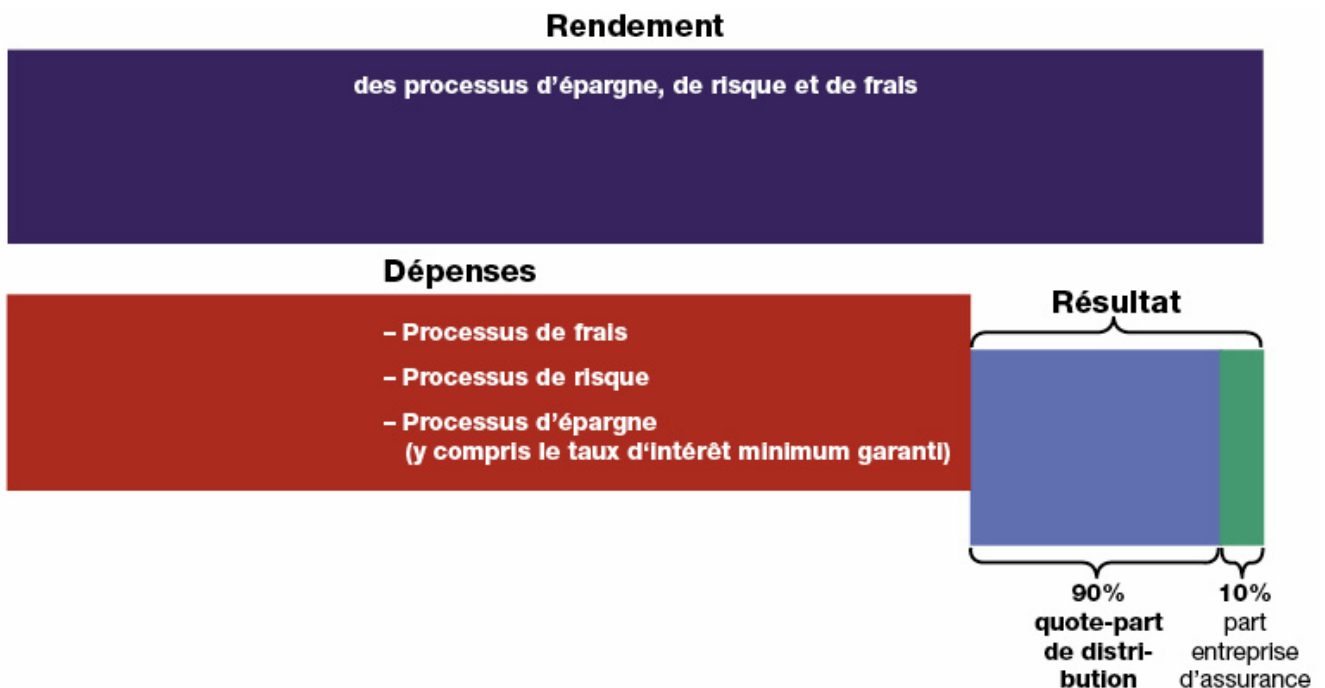 Rendement
des processus d’épargne, de risque et de frais
Dépenses
– Processus de frais
– Processus de risque
– Processus d’épargne
(y compris le taux d‘intérêt minimum garanti)
Résultat
90%
quote-part
de distri-
bution
10%
part
entreprise
d’assurance